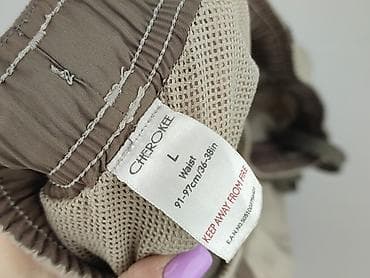 CHEROKEE
L
Waist
91-97cm/36-38in
KEEP AWAY FROM FIRE